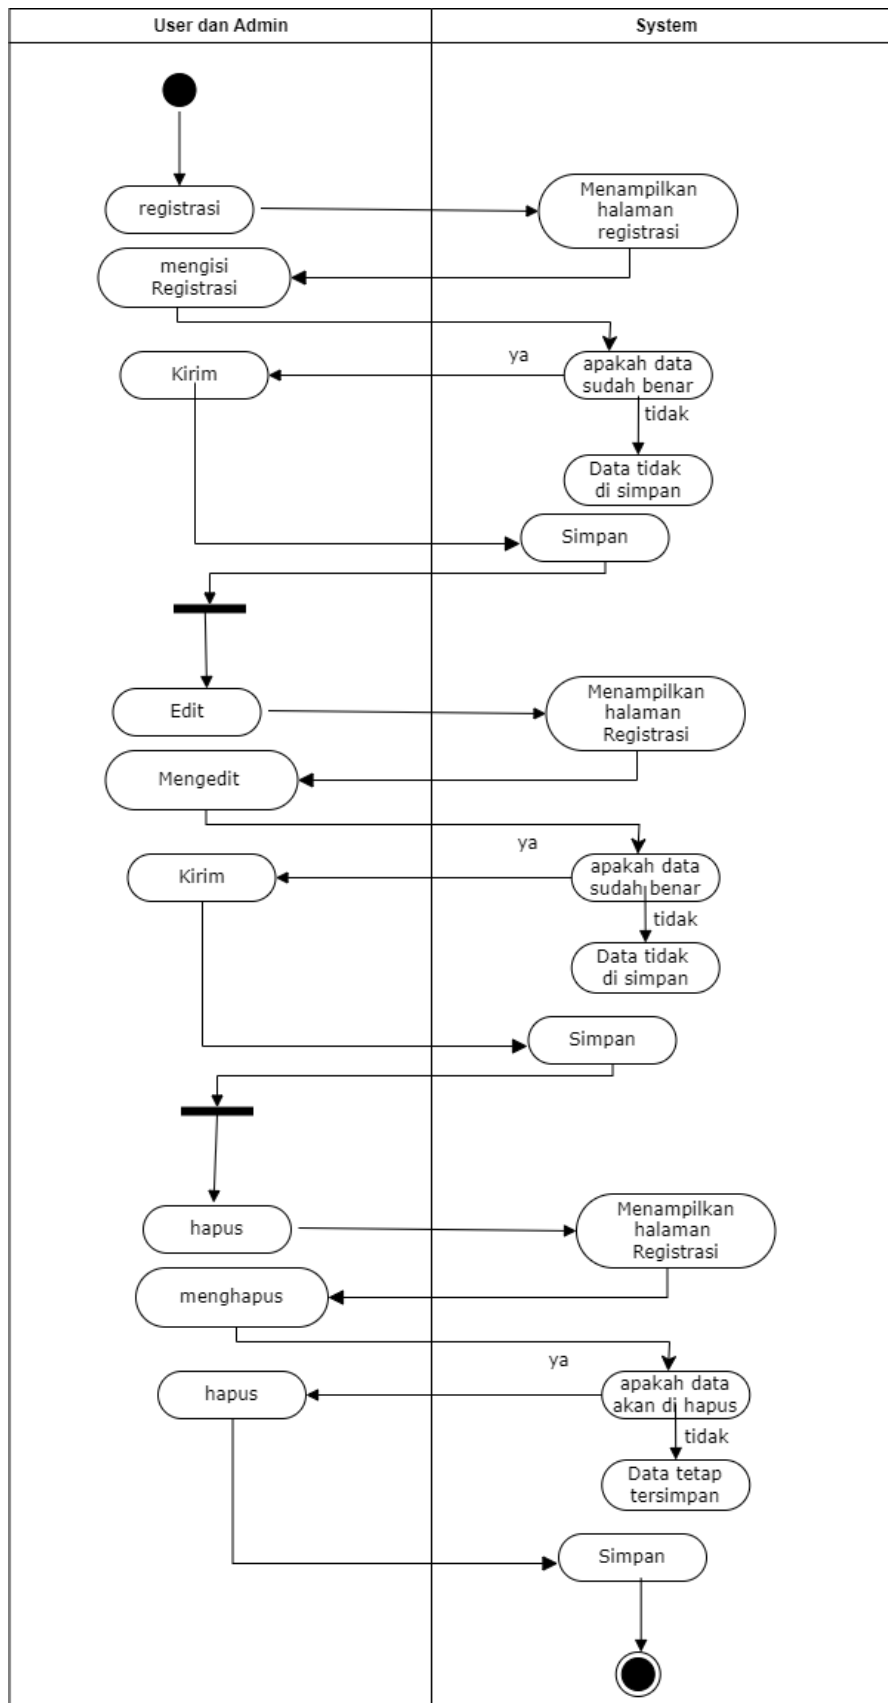 User dan Admin
System
registrasi
Menampilkan
halaman
registrasi
mengisi
Registrasi
ya
Kirim
apakah data
sudah benar
tidak
Data tidak
di simpan
Simpan
Edit
Menampilkan
halaman
Registrasi
Mengedit
ya
Kirim
apakah data
sudah benar
tidak
Data tidak
di simpan
Simpan
hapus
Menampilkan
halaman
Registrasi
menghapus
ya
hapus
apakah data
akan di hapus
tidak
Data tetap
tersimpan
Simpan